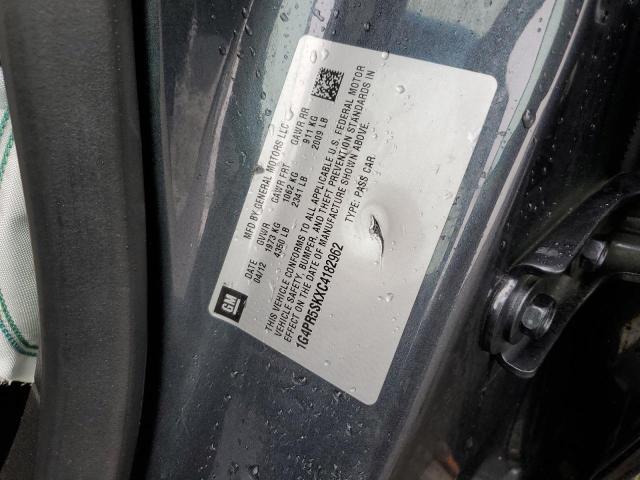 GM
MFD BY GENERAL MOTORS LLC
DATE GVWR GAWR FRT GAWR RR
04/12 1973 KG 1062 KG 911 KG
4350 LB 2341 LB 2009 LB
THIS VEHICLE CONFORMS TO ALL APPLICABLE U.S. FEDERAL MOTOR
VEHICLE SAFETY, BUMPER, AND THEFT PREVENTION STANDARDS IN
EFFECT ON THE DATE OF MANUFACTURE SHOWN ABOVE.
1G4PR5SKXC4182962 TYPE: PASS CAR.